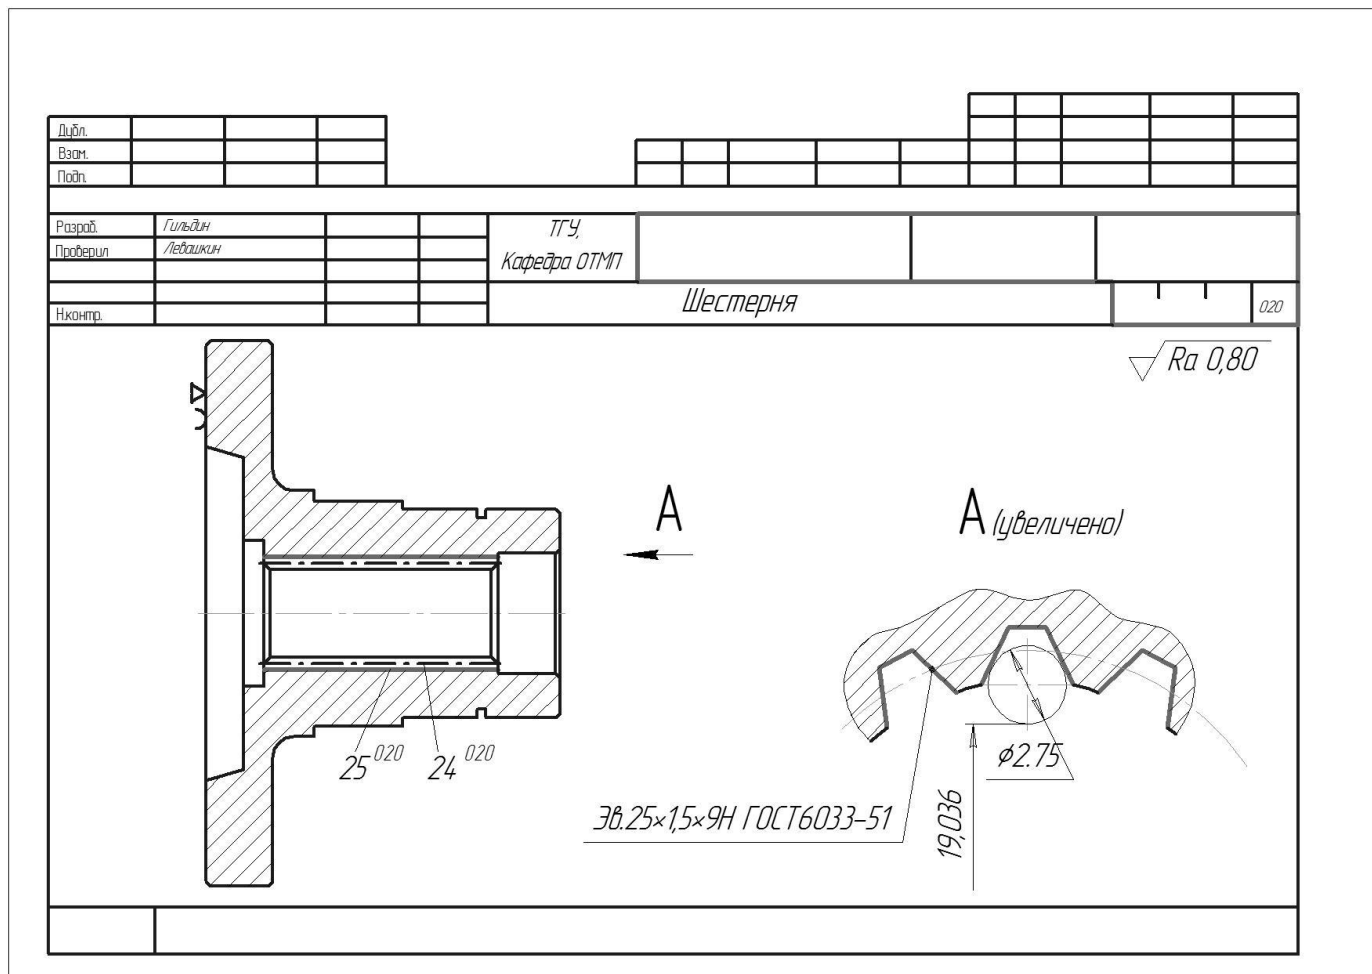 Дубл.
Взам.
Подп.
Разраб. Гильдин
Проверил Левашкин
Н.контр.
ТГУ,
Кафедра ОТМП
Шестерня
020
Ra 0,80
А
А (увеличено)
25 020
24 020
Эв.25×1,5×9Н ГОСТ6033-51
19,036
ϕ2.75